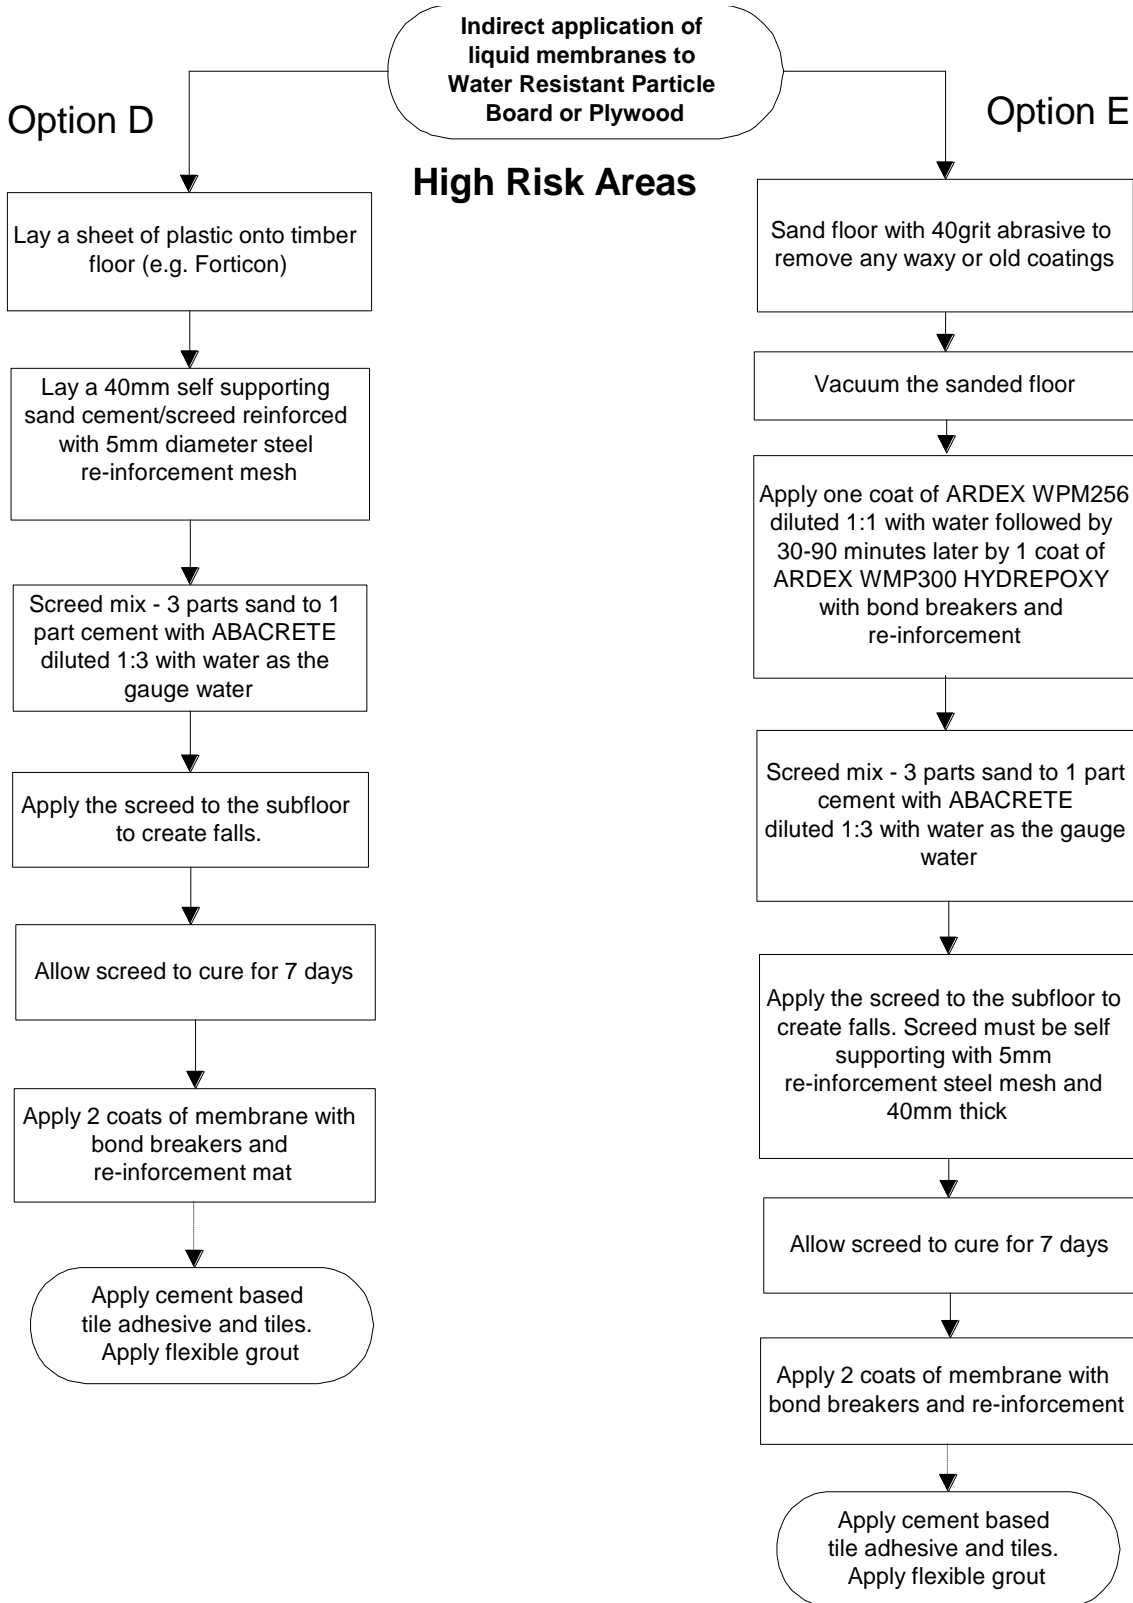 Indirect application of
liquid membranes to
Water Resistant Particle
Board or Plywood
High Risk Areas
Option D
Lay a sheet of plastic onto timber
floor (e.g. Forticon)
Lay a 40mm self supporting
sand cement/screed reinforced
with 5mm diameter steel
re-inforcement mesh
Screed mix - 3 parts sand to 1
part cement with ABACRETE
diluted 1:3 with water as the
gauge water
Apply the screed to the subfloor
to create falls.
Allow screed to cure for 7 days
Apply 2 coats of membrane with
bond breakers and
re-inforcement mat
Apply cement based
tile adhesive and tiles.
Apply flexible grout
Option E
Sand floor with 40grit abrasive to
remove any waxy or old coatings
Vacuum the sanded floor
Apply one coat of ARDEX WPM256
diluted 1:1 with water followed by
30-90 minutes later by 1 coat of
ARDEX WMP300 HYDREPOXY
with bond breakers and
re-inforcement
Screed mix - 3 parts sand to 1 part
cement with ABACRETE
diluted 1:3 with water as the gauge
water
Apply the screed to the subfloor to
create falls. Screed must be self
supporting with 5mm
re-inforcement steel mesh and
40mm thick
Allow screed to cure for 7 days
Apply 2 coats of membrane with
bond breakers and re-inforcement
Apply cement based
tile adhesive and tiles.
Apply flexible grout